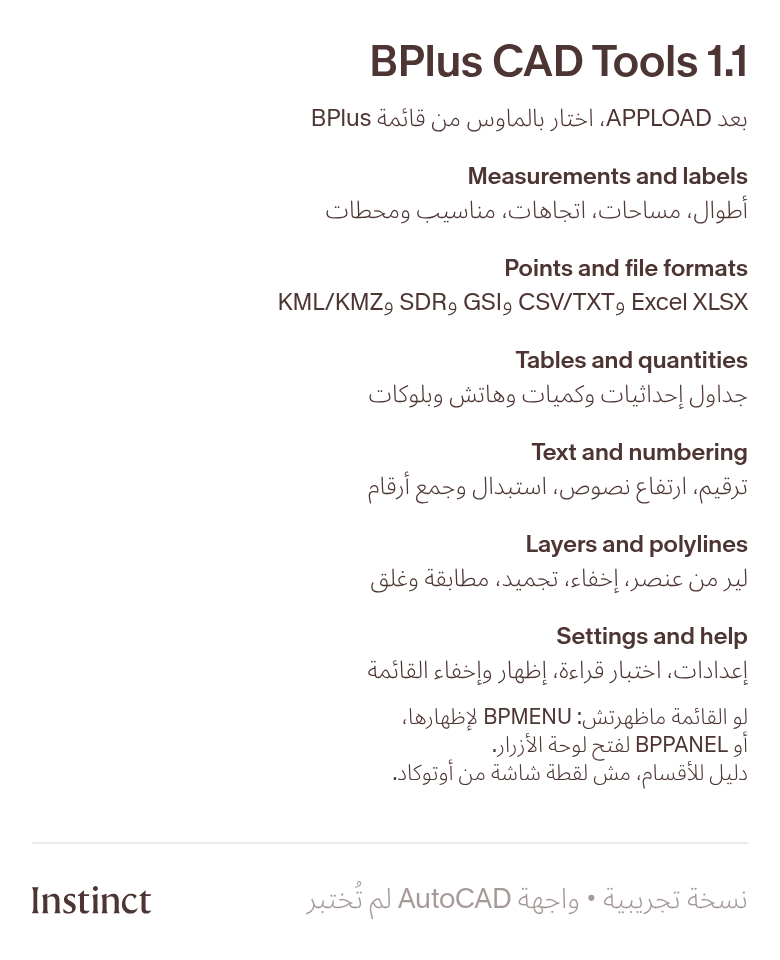 BPlus CAD Tools 1.1
بعد APPLOAD، اختار بالماوس من قائمة BPlus
Measurements and labels
أطوال، مساحات، اتجاهات، مناسيب ومحطات
Points and file formats
Excel XLSX وCSV/TXT وGSI وSDR وKML/KMZ
Tables and quantities
جداول إحداثيات وكميات وهاتش وبلوكات
Text and numbering
ترقيم، ارتفاع نصوص، استبدال وجمع أرقام
Layers and polylines
لير من عنصر، إخفاء، تجميد، مطابقة وغلق
Settings and help
إعدادات، اختبار قراءة، إظهار وإخفاء القائمة
لو القائمة ماظهرتش: BPMENU لإظهارها،
أو BPPANEL لفتح لوحة الأزرار.
دليل للأقسام، مش لقطة شاشة من أوتوكاد.
نسخة تجريبية • واجهة AutoCAD لم تُختبر
Instinct